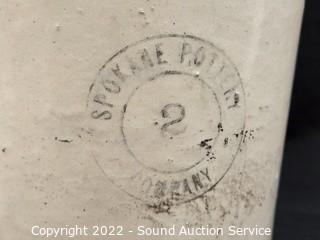 SPOKANE POTTERY
2
COMPANY
Copyright 2022 - Sound Auction Service